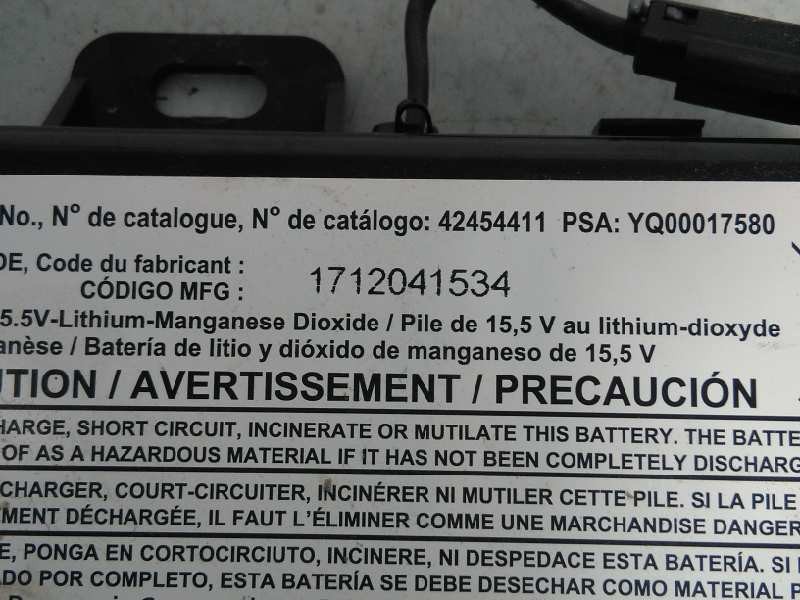 No., N° de catalogue, N° de catálogo: 42454411 PSA: YQ00017580
DE, Code du fabricant :
CÓDIGO MFG : 1712041534
5.5V-Lithium-Manganese Dioxide / Pile de 15,5 V au lithium-dioxyde
anèse / Batería de litio y dióxido de manganeso de 15,5 V
UTION / AVERTISSEMENT / PRECAUCIÓN
HARGE, SHORT CIRCUIT, INCINERATE OR MUTILATE THIS BATTERY. THE BATTE
OF AS A HAZARDOUS MATERIAL IF IT HAS NOT BEEN COMPLETELY DISCHARG
CHARGER, COURT-CIRCUITER, INCINÉRER NI MUTILER CETTE PILE. SI LA PILE
MENT DÉCHARGÉE, IL FAUT L'ÉLIMINER COMME UNE MARCHANDISE DANGER
E, PONGA EN CORTOCIRCIUTO, INCINERE, NI DESPEDACE ESTA BATERÍA. SI
ADO POR COMPLETO, ESTA BATERÍA SE DEBE DESECHAR COMO MATERIAL P